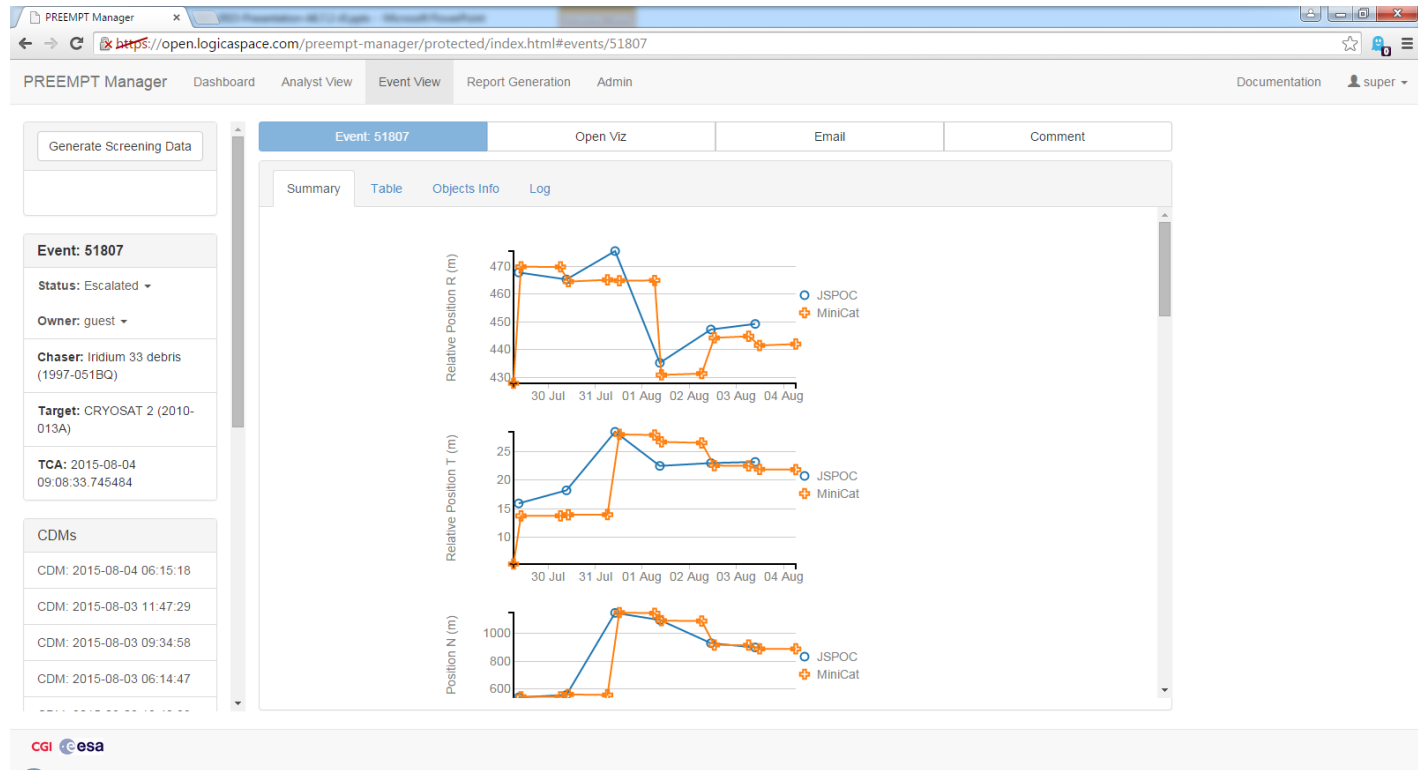 PREEMPT Manager
https://open.logicaspace.com/preempt-manager/protected/index.html#events/51807
0
PREEMPT Manager Dashboard Analyst View Event View Report Generation Admin Documentation super
Generate Screening Data
Event: 51807
Status: Escalated
Owner: guest
Chaser: Iridium 33 debris
(1997-051BQ)
Target: CRYOSAT 2 (2010-
013A)
TCA: 2015-08-04
09:08:33.745484
CDMs
CDM: 2015-08-04 06:15:18
CDM: 2015-08-03 11:47:29
CDM: 2015-08-03 09:34:58
CDM: 2015-08-03 06:14:47
Event: 51807 Open Viz Email Comment
Summary Table Objects Info Log
Relative Position R (m)
470
460
450
440
430
30 Jul 31 Jul 01 Aug 02 Aug 03 Aug 04 Aug
JSPOC
MiniCat
Relative Position T (m)
25
20
15
10
30 Jul 31 Jul 01 Aug 02 Aug 03 Aug 04 Aug
JSPOC
MiniCat
Position N (m)
1000
800
600
JSPOC
MiniCat
CGI esa